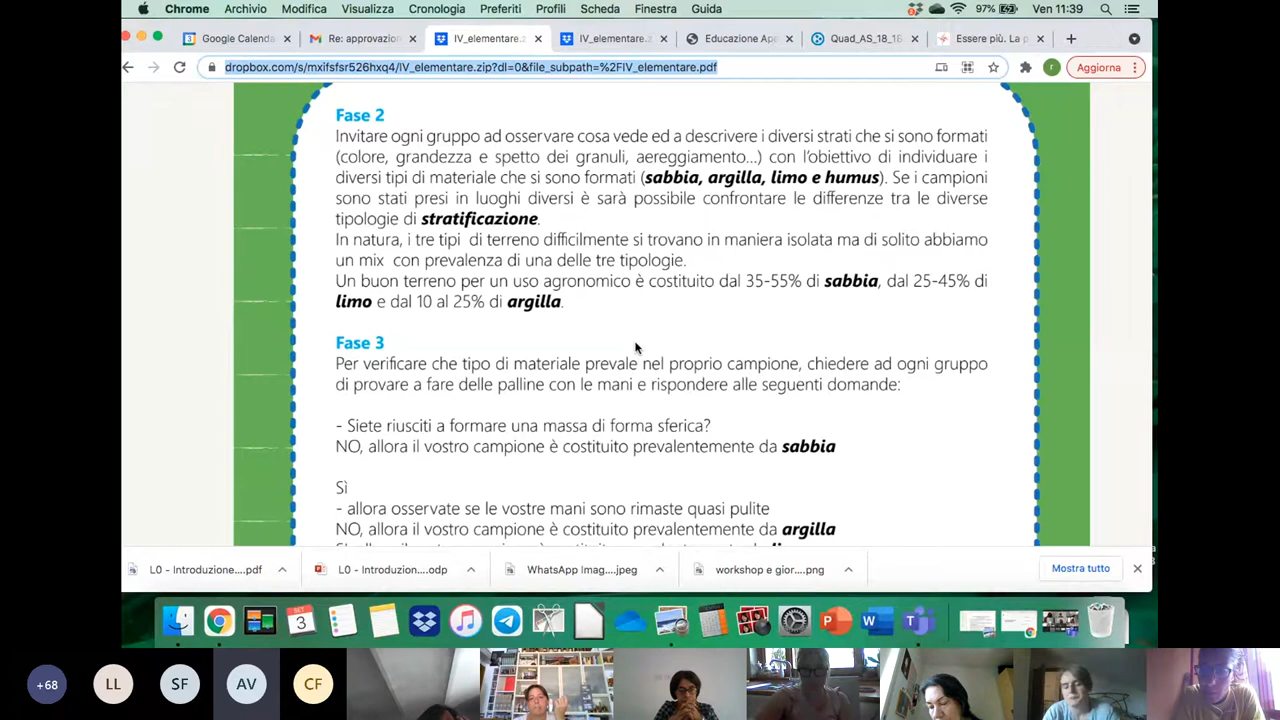 Chrome Archivio Modifica Visualizza Cronologia Preferiti Profili Scheda Finestra Guida 97% Ven 11:39
Google Calenda Re: approvazion IV_elementare.z IV_elementare.z Educazione Ape Quad_AS_18_16 Essere più. La p
dropbox.com/s/mxifsfsr526hxq4/IV_elementare.zip?dl=0&file_subpath=%2FIV_elementare.pdf r Aggiorna
Fase 2
Invitare ogni gruppo ad osservare cosa vede ed a descrivere i diversi strati che si sono formati
(colore, grandezza e spetto dei granuli, aereggiamento...) con l'obiettivo di individuare i
diversi tipi di materiale che si sono formati (sabbia, argilla, limo e humus). Se i campioni
sono stati presi in luoghi diversi è sarà possibile confrontare le differenze tra le diverse
tipologie di stratificazione.
In natura, i tre tipi di terreno difficilmente si trovano in maniera isolata ma di solito abbiamo
un mix con prevalenza di una delle tre tipologie.
Un buon terreno per un uso agronomico è costituito dal 35-55% di sabbia, dal 25-45% di
limo e dal 10 al 25% di argilla.
Fase 3
Per verificare che tipo di materiale prevale nel proprio campione, chiedere ad ogni gruppo
di provare a fare delle palline con le mani e rispondere alle seguenti domande:
- Siete riusciti a formare una massa di forma sferica?
NO, allora il vostro campione è costituito prevalentemente da sabbia
Sì
- allora osservate se le vostre mani sono rimaste quasi pulite
NO, allora il vostro campione è costituito prevalentemente da argilla
L0 - Introduzione....pdf L0 - Introduzion....odp WhatsApp Imag....jpeg workshop e gior....png Mostra tutto
SET
3
+68 LL SF AV CF